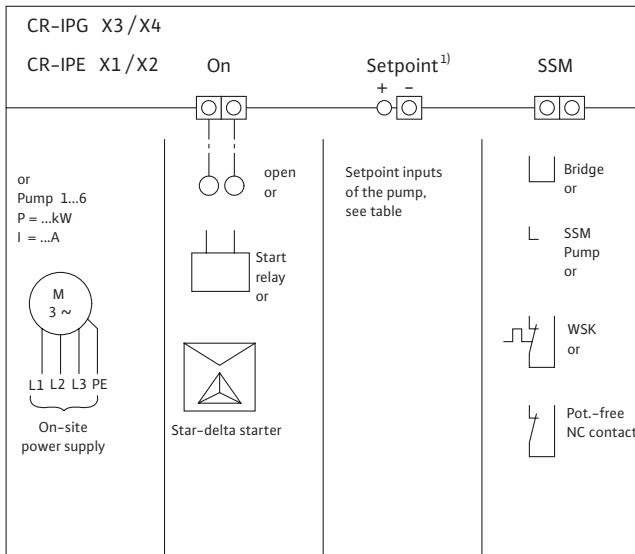 CR-IPG X3/X4
CR-IPE X1/X2
On
Setpoint 1)
SSM
+ -
or
Pump 1...6
P = ...kW
I = ...A
M
3 ~
L1 L2 L3 PE
On-site
power supply
open
or
Start
relay
or
Star-delta starter
Setpoint inputs
of the pump,
see table
Bridge
or
SSM
Pump
or
WSK
or
Pot.-free
NC contact